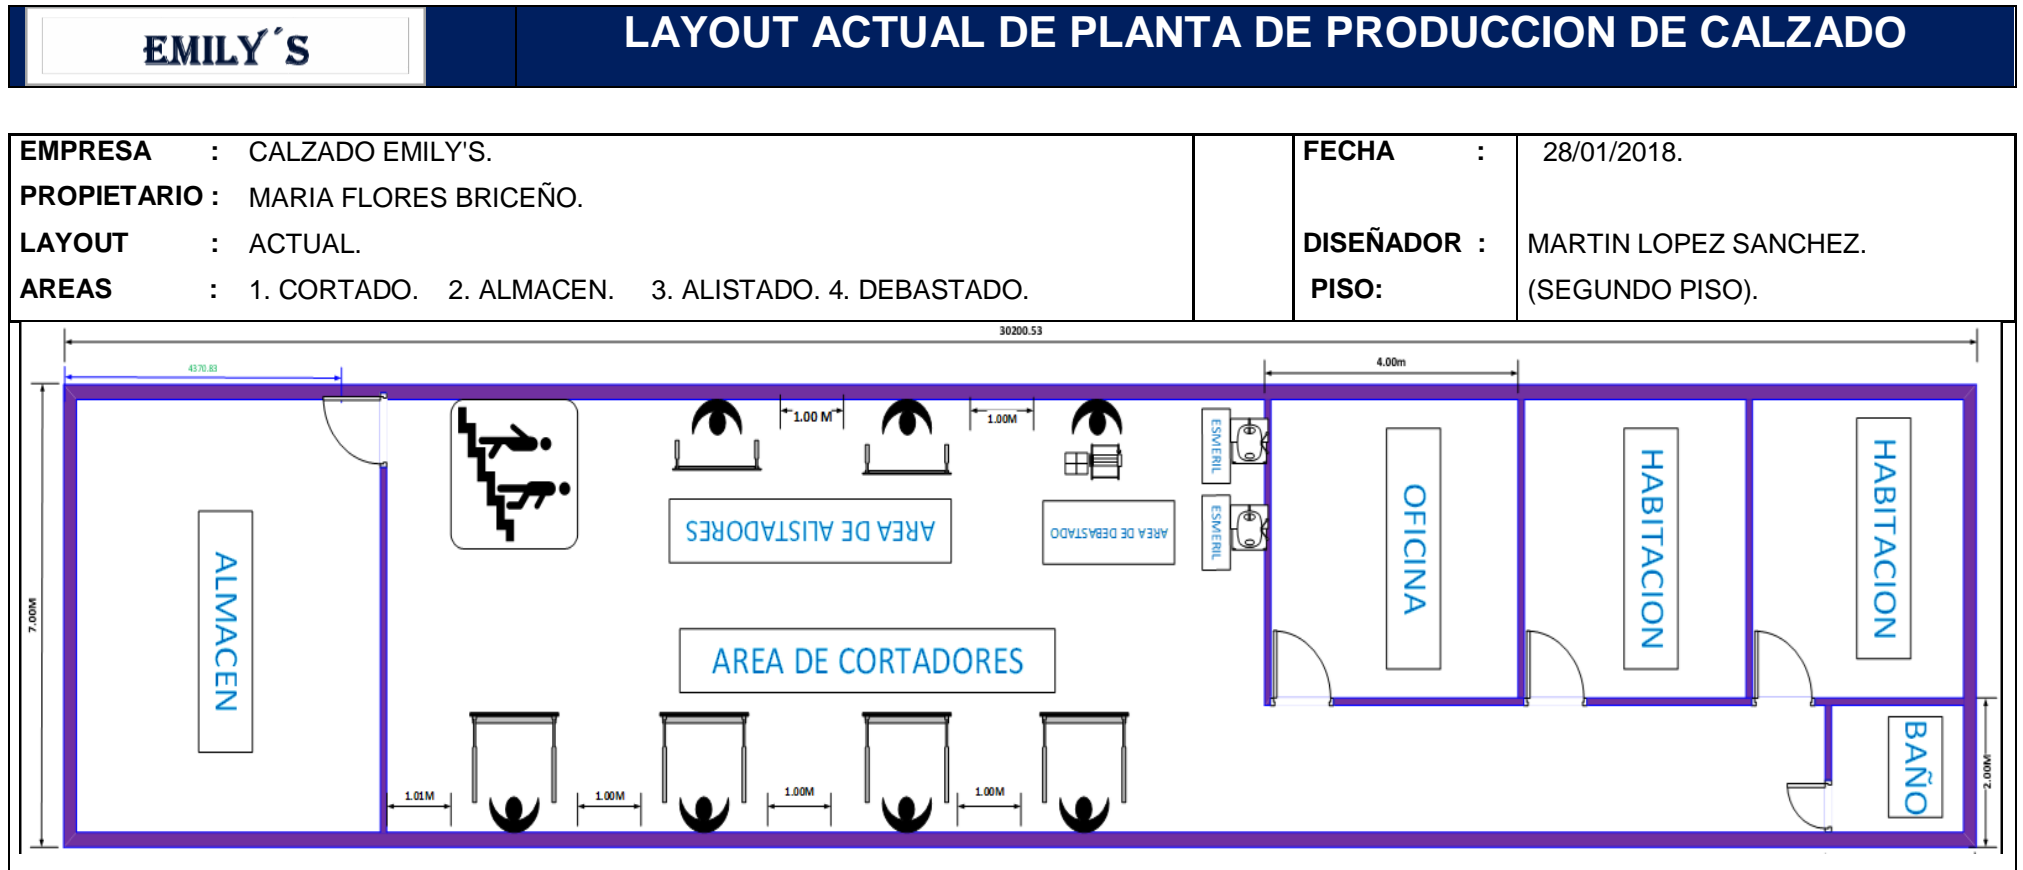 EMILY´S
LAYOUT ACTUAL DE PLANTA DE PRODUCCION DE CALZADO
EMPRESA : CALZADO EMILY'S.
FECHA : 28/01/2018.
PROPIETARIO : MARIA FLORES BRICEÑO.
LAYOUT : ACTUAL.
DISEÑADOR : MARTIN LOPEZ SANCHEZ.
AREAS : 1. CORTADO. 2. ALMACEN. 3. ALISTADO. 4. DEBASTADO.
PISO: (SEGUNDO PISO).
30200.53
4370.83
4.00m
1.00 M
1.00M
ESMERIL
ESMERIL
AREA DE ALISTADORES
AREA DE DEBASTADO
OFICINA
HABITACION
HABITACION
ALMACEN
7.00M
AREA DE CORTADORES
BAÑO
2.00M
1.01M
1.00M
1.00M
1.00M